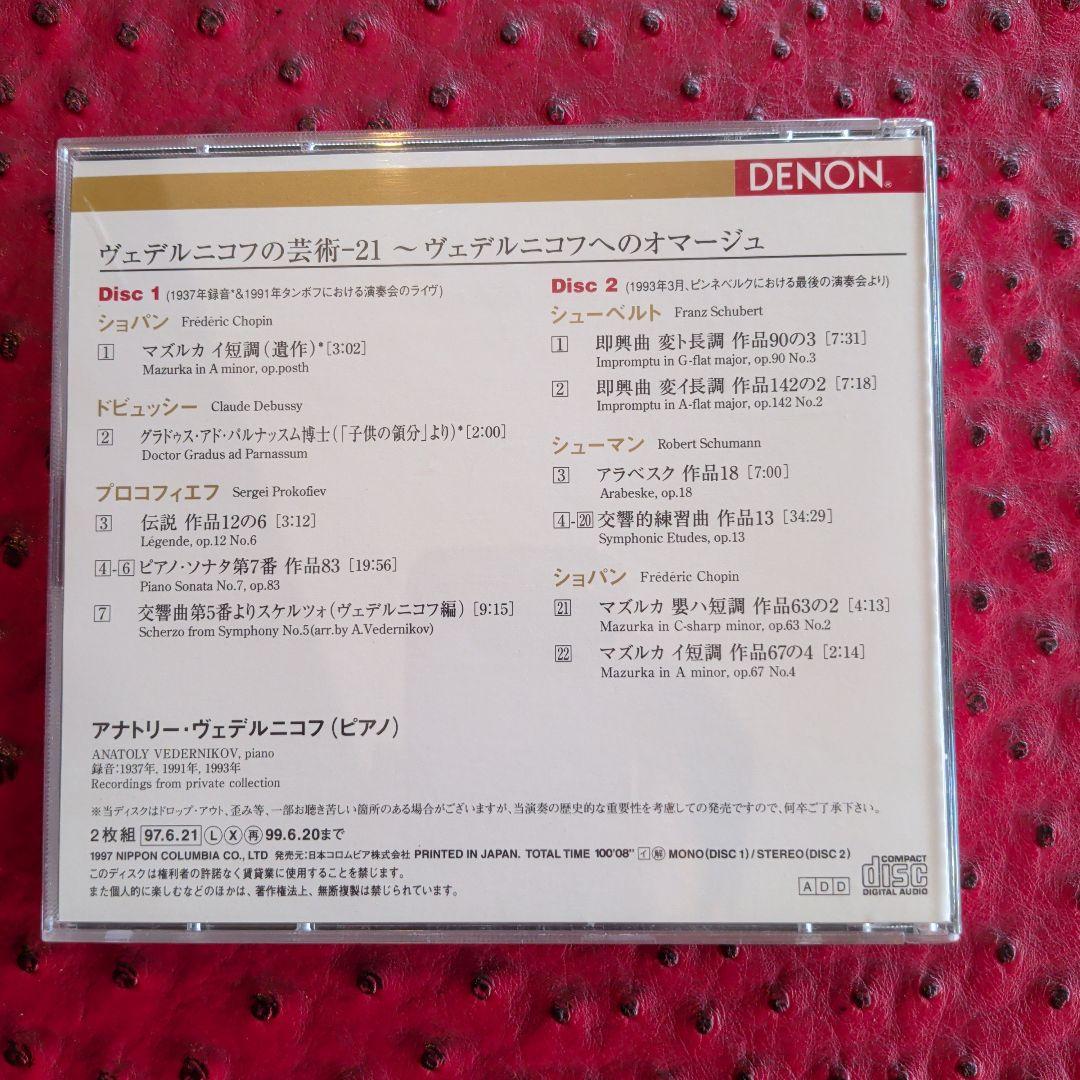 DENON®
ヴェデルニコフの芸術-21 ～ ヴェデルニコフへのオマージュ
Disc 1 (1937年録音*&1991年タンボフにおける演奏会のライヴ)
ショパン Frédéric Chopin
1 マズルカ イ短調(遺作)*[3:02]
Mazurka in A minor, op.posth
ドビュッシー Claude Debussy
2 グラドゥス・アド・パルナッスム博士(「子供の領分」より)*[2:00]
Doctor Gradus ad Parnassum
プロコフィエフ Sergei Prokofiev
3 伝説 作品12の6 [3:12]
Légende, op.12 No.6
4-6 ピアノ・ソナタ第7番 作品83 [19:56]
Piano Sonata No.7, op.83
7 交響曲第5番よりスケルツォ(ヴェデルニコフ編) [9:15]
Scherzo from Symphony No.5(arr.by A.Vedernikov)
Disc 2 (1993年3月、ピンネベルクにおける最後の演奏会より)
シューベルト Franz Schubert
1 即興曲 変ト長調 作品90の3 [7:31]
Impromptu in G-flat major, op.90 No.3
2 即興曲 変イ長調 作品142の2 [7:18]
Impromptu in A-flat major, op.142 No.2
シューマン Robert Schumann
3 アラベスク 作品18 [7:00]
Arabeske, op.18
4-20 交響的練習曲 作品13 [34:29]
Symphonic Etudes, op.13
ショパン Frédéric Chopin
21 マズルカ 嬰ハ短調 作品63の2 [4:13]
Mazurka in C-sharp minor, op.63 No.2
22 マズルカ イ短調 作品67の4 [2:14]
Mazurka in A minor, op.67 No.4
アナトリー・ヴェデルニコフ(ピアノ)
ANATOLY VEDERNIKOV, piano
録音:1937年, 1991年, 1993年
Recordings from private collection
※当ディスクはドロップ・アウト、歪み等、一部お聴き苦しい箇所のある場合がございますが、当演奏の歴史的な重要性を考慮しての発売ですので、何卒ご了承下さい。
2枚組 97.6.21 Ⓛ Ⓧ 再 99.6.20まで
1997 NIPPON COLUMBIA CO., LTD 発売元:日本コロムビア株式会社 PRINTED IN JAPAN. TOTAL TIME 100'08" イ 解 MONO(DISC 1)/STEREO(DISC 2)
このディスクは権利者の許諾なく賃貸業に使用することを禁じます。
また個人的に楽しむなどのほかは、著作権法上、無断複製は禁じられています。
ADD
COMPACT
disc
DIGITAL AUDIO